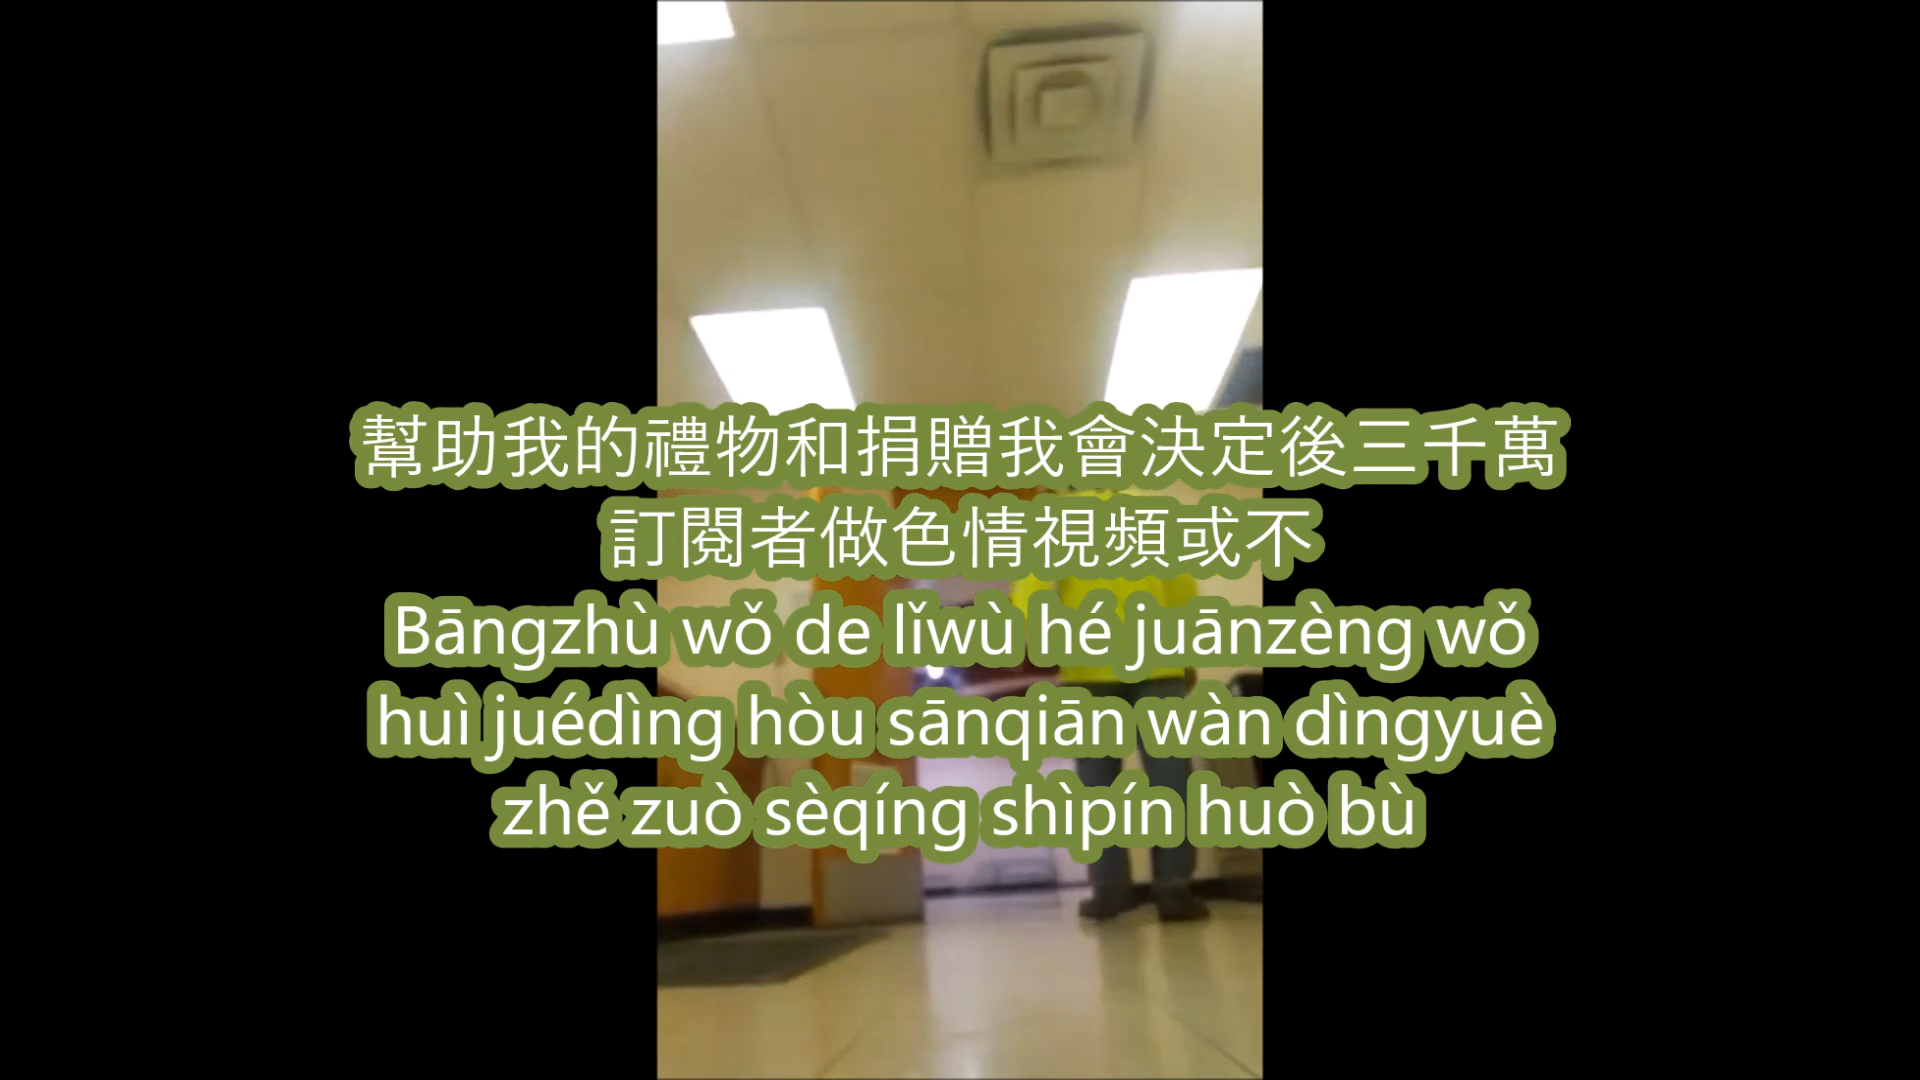 幫助我的禮物和捐贈我會決定後三千萬
訂閱者做色情視頻或不
Bāngzhù wǒ de lǐwù hé juānzèng wǒ
huì juédìng hòu sānqiān wàn dìngyuè
zhě zuò sèqíng shìpín huò bù